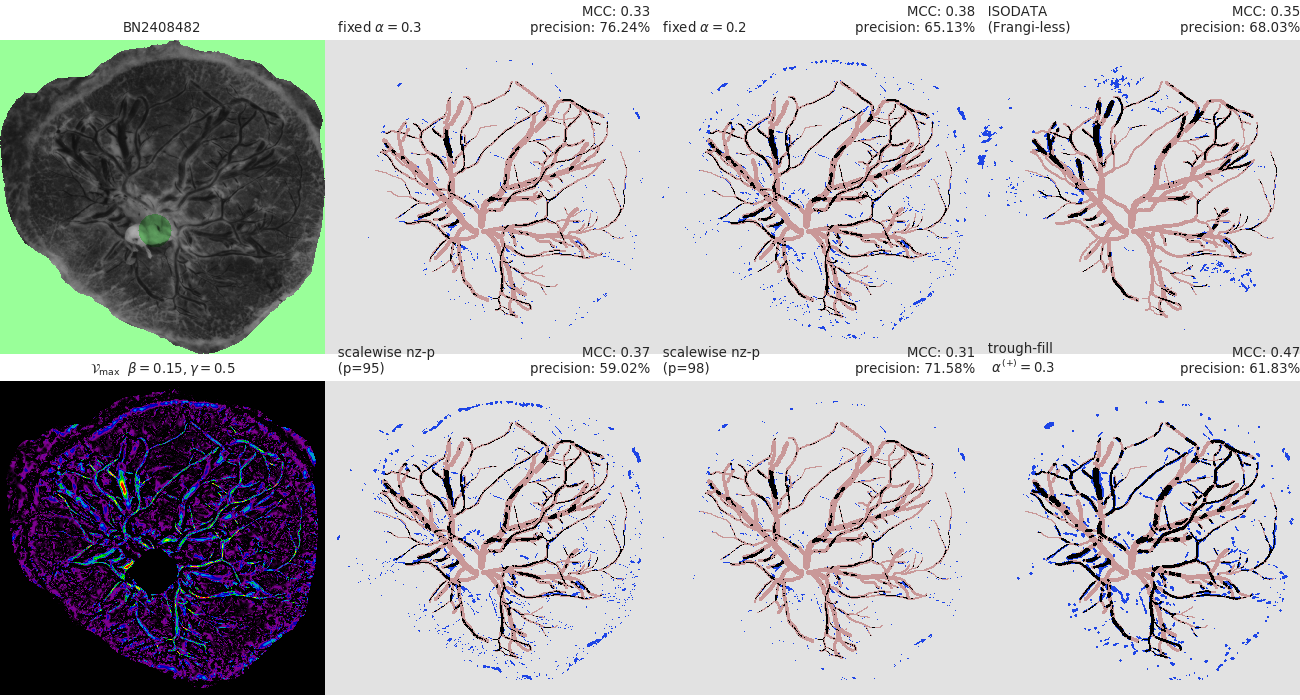 BN2408482
fixed α = 0.3
MCC: 0.33
precision: 76.24%
fixed α = 0.2
MCC: 0.38
precision: 65.13%
ISODATA
(Frangi-less)
MCC: 0.35
precision: 68.03%
𝒱max β = 0.15, γ = 0.5
scalewise nz-p
(p=95)
MCC: 0.37
precision: 59.02%
scalewise nz-p
(p=98)
MCC: 0.31
precision: 71.58%
trough-fill
α(+) = 0.3
MCC: 0.47
precision: 61.83%